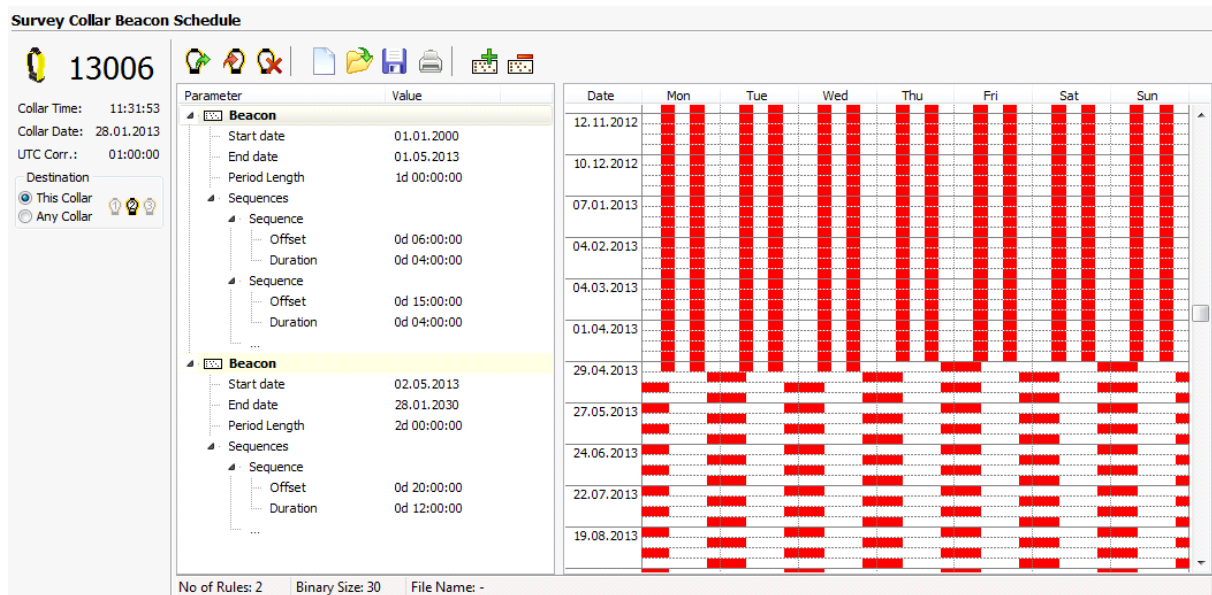 Survey Collar Beacon Schedule
13006
Collar Time: 11:31:53
Collar Date: 28.01.2013
UTC Corr.: 01:00:00
Destination
This Collar
Any Collar
1 2 3
Parameter Value
Beacon
Start date 01.01.2000
End date 01.05.2013
Period Length 1d 00:00:00
Sequences
Sequence
Offset 0d 06:00:00
Duration 0d 04:00:00
Sequence
Offset 0d 15:00:00
Duration 0d 04:00:00
...
Beacon
Start date 02.05.2013
End date 28.01.2030
Period Length 2d 00:00:00
Sequences
Sequence
Offset 0d 20:00:00
Duration 0d 12:00:00
...
Date Mon Tue Wed Thu Fri Sat Sun
12.11.2012
10.12.2012
07.01.2013
04.02.2013
04.03.2013
01.04.2013
29.04.2013
27.05.2013
24.06.2013
22.07.2013
19.08.2013
No of Rules: 2 Binary Size: 30 File Name: -